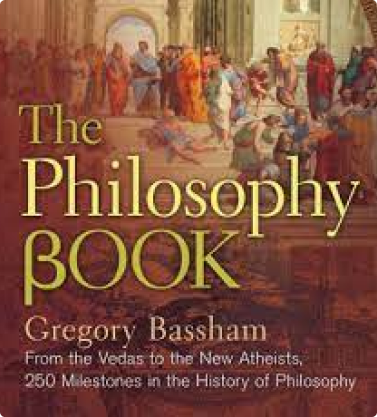 The
Philosophy
βOOK
Gregory Bassham
From the Vedas to the New Atheists,
250 Milestones in the History of Philosophy